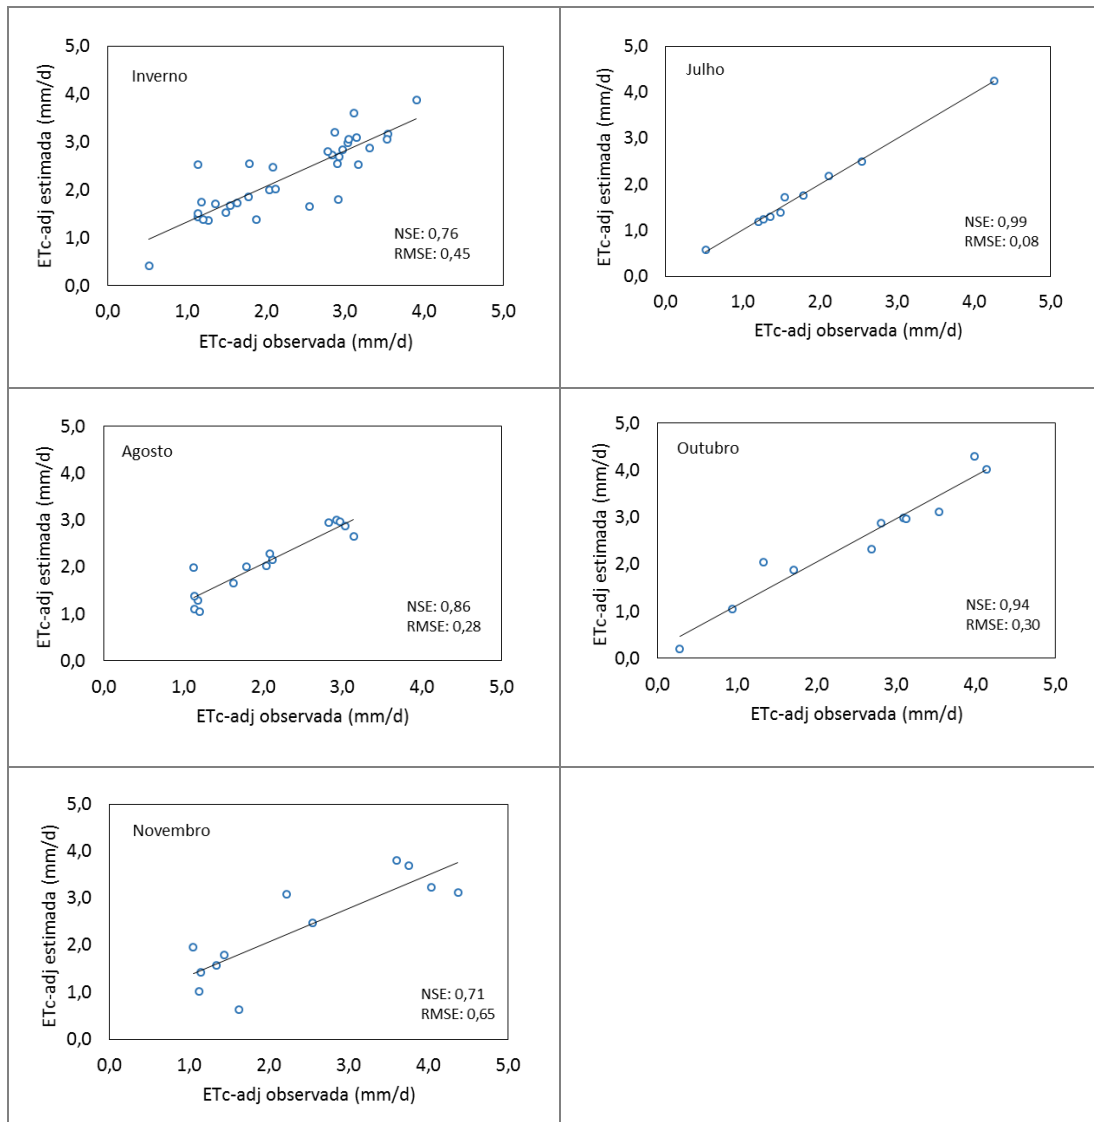 Inverno
ETc-adj estimada (mm/d)
5,0
4,0
3,0
2,0
1,0
0,0
NSE: 0,76
RMSE: 0,45
0,0 1,0 2,0 3,0 4,0 5,0
ETc-adj observada (mm/d)
Julho
ETc-adj estimada (mm/d)
5,0
4,0
3,0
2,0
1,0
0,0
NSE: 0,99
RMSE: 0,08
0,0 1,0 2,0 3,0 4,0 5,0
ETc-adj observada (mm/d)
Agosto
ETc-adj estimada (mm/d)
5,0
4,0
3,0
2,0
1,0
0,0
NSE: 0,86
RMSE: 0,28
0,0 1,0 2,0 3,0 4,0 5,0
ETc-adj observada (mm/d)
Outubro
ETc-adj estimada (mm/d)
5,0
4,0
3,0
2,0
1,0
0,0
NSE: 0,94
RMSE: 0,30
0,0 1,0 2,0 3,0 4,0 5,0
ETc-adj observada (mm/d)
Novembro
ETc-adj estimada (mm/d)
5,0
4,0
3,0
2,0
1,0
0,0
NSE: 0,71
RMSE: 0,65
0,0 1,0 2,0 3,0 4,0 5,0
ETc-adj observada (mm/d)